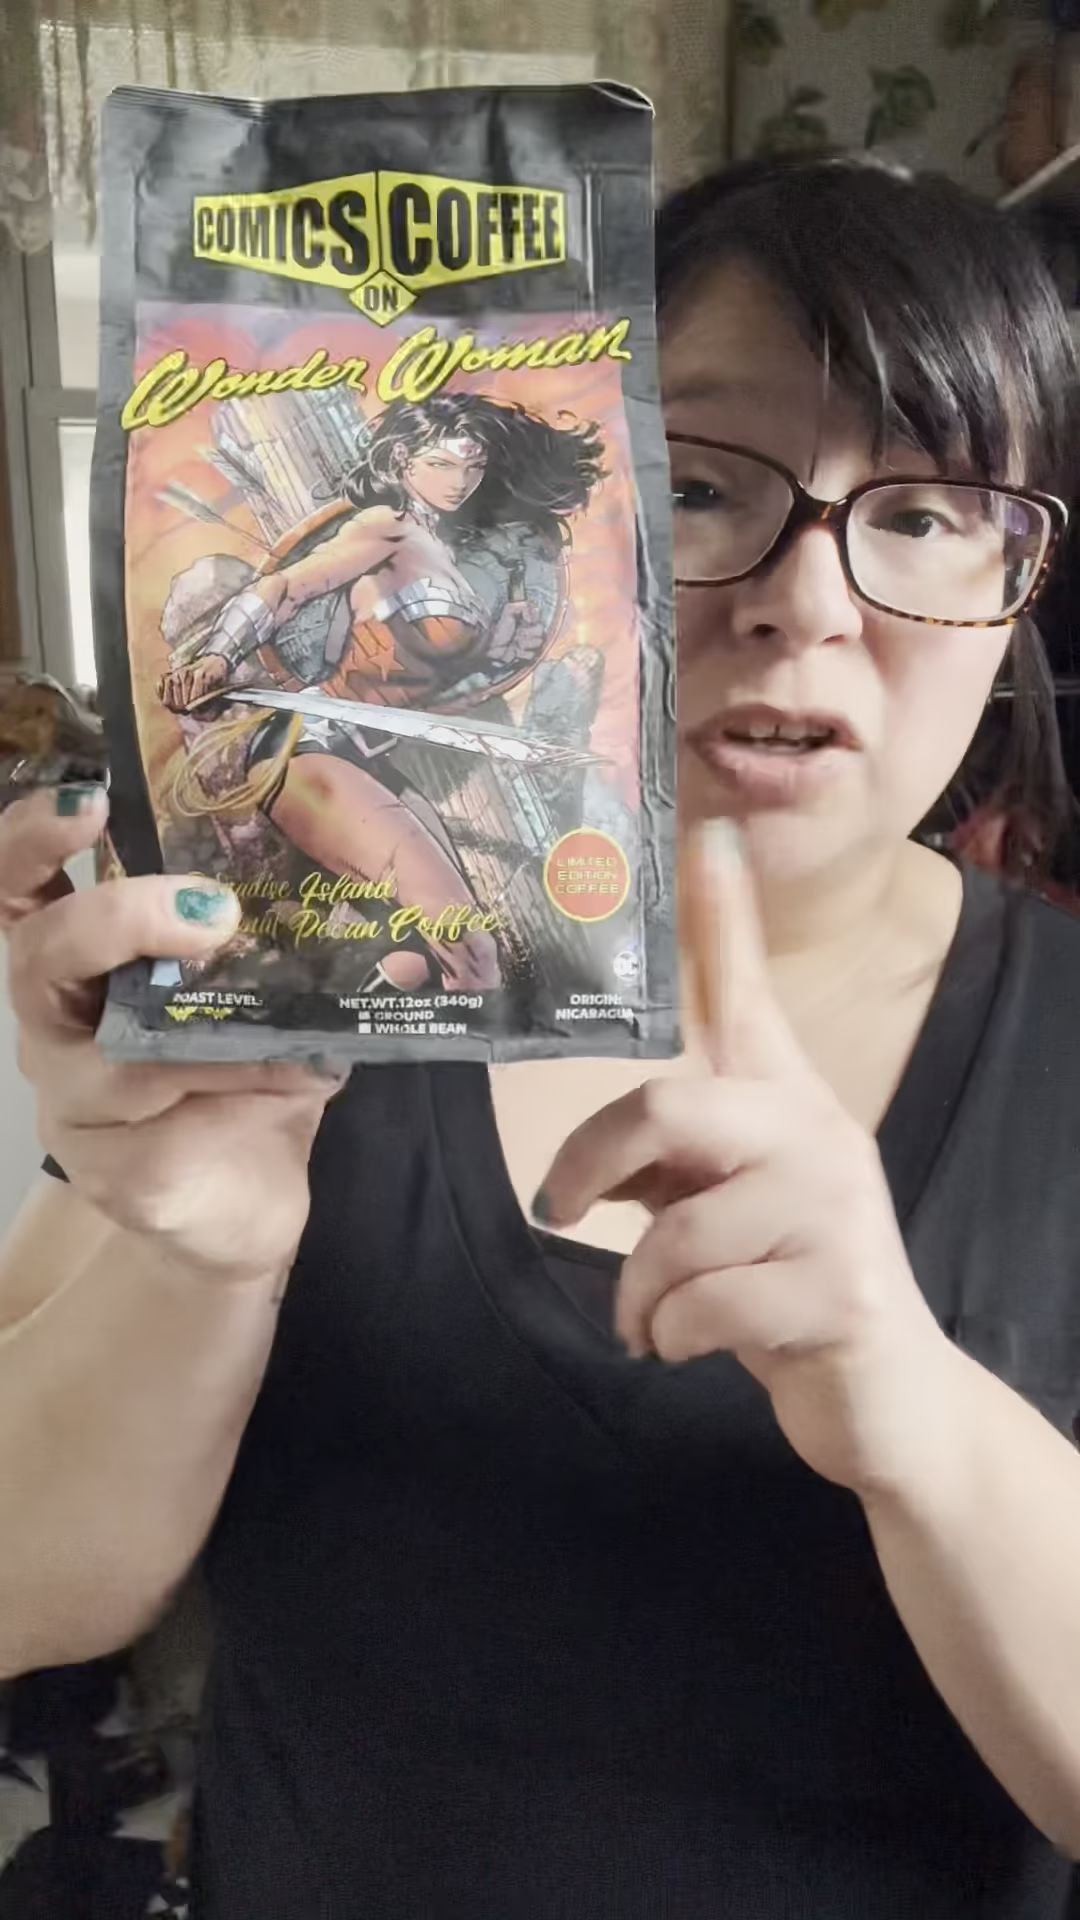 COMICS COFFEE
ON
Wonder Woman
LIMITED
EDITION
COFFEE
Island
Pecan Coffee
DC
ROAST LEVEL:
NET.WT.12oz (340g)
GROUND
WHOLE BEAN
ORIGIN:
NICARAGUA